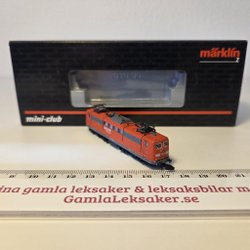 märklin
mini-club
ina gamla leksaker & leksaksbilar m
GamlaLeksaker.se